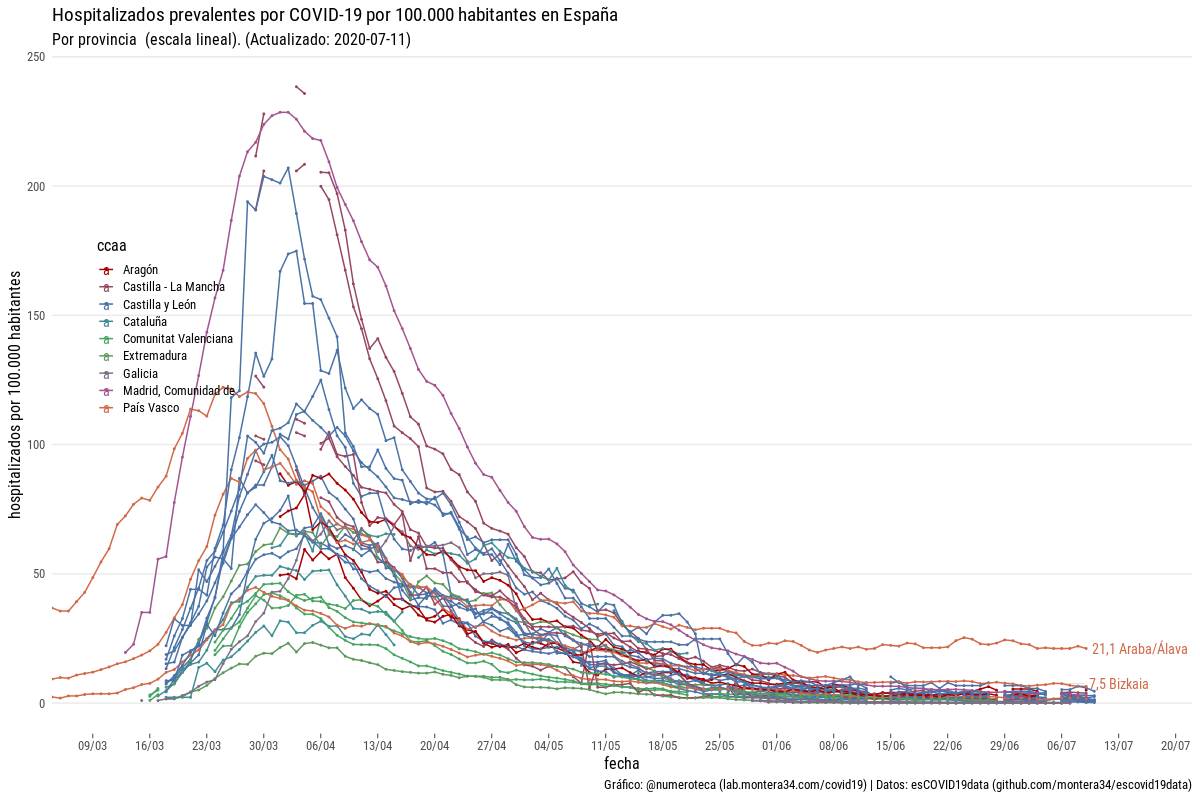 Hospitalizados prevalentes por COVID-19 por 100.000 habitantes en España
Por provincia (escala lineal). (Actualizado: 2020-07-11)
250
200
150
100
50
0
hospitalizados por 100.000 habitantes
ccaa
Aragón
Castilla - La Mancha
Castilla y León
Cataluña
Comunitat Valenciana
Extremadura
Galicia
Madrid, Comunidad de
País Vasco
21,1 Araba/Álava
7,5 Bizkaia
09/03 16/03 23/03 30/03 06/04 13/04 20/04 27/04 04/05 11/05 18/05 25/05 01/06 08/06 15/06 22/06 29/06 06/07 13/07 20/07
fecha
Gráfico: @numeroteca (lab.montera34.com/covid19) | Datos: esCOVID19data (github.com/montera34/escovid19data)